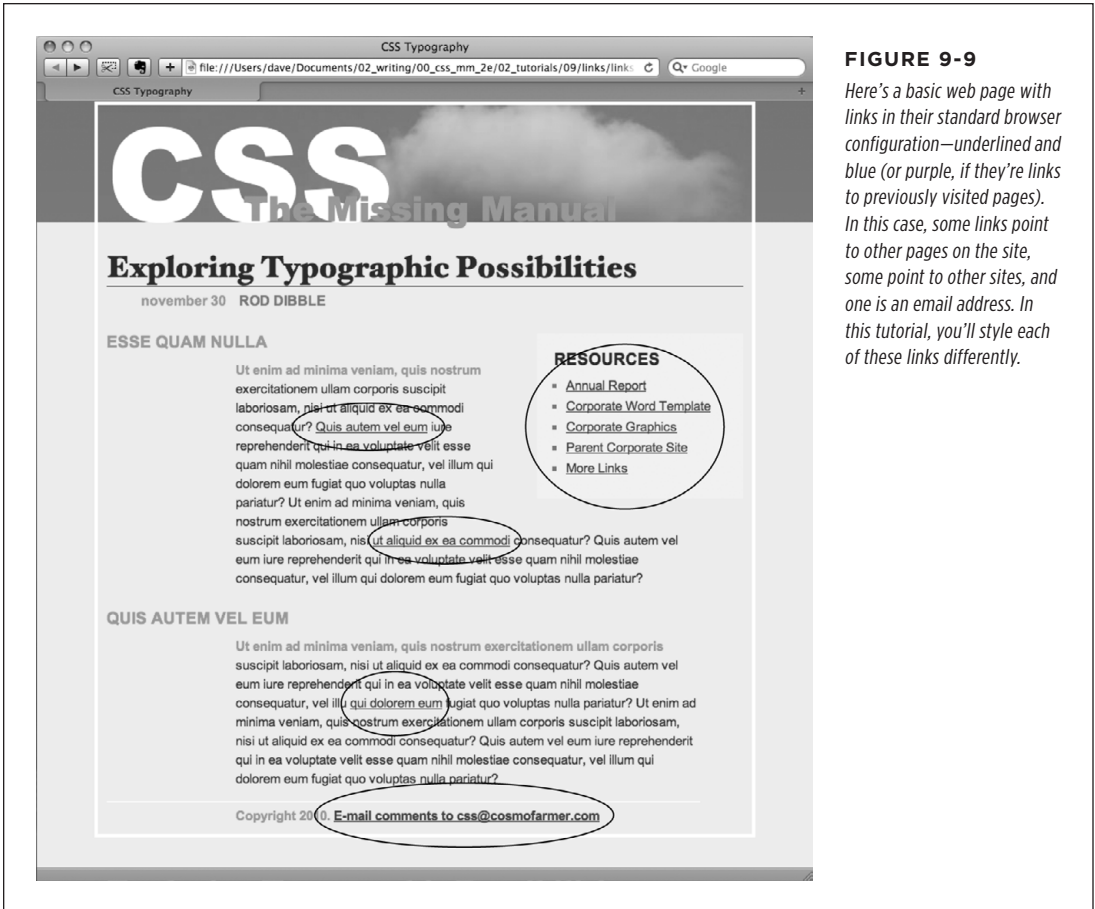 CSS Typography
file:///Users/dave/Documents/02_writing/00_css_mm_2e/02_tutorials/09/links/links
Google
CSS Typography
CSS
The Missing Manual
Exploring Typographic Possibilities
november 30 ROD DIBBLE
ESSE QUAM NULLA
Ut enim ad minima veniam, quis nostrum
exercitationem ullam corporis suscipit
laboriosam, nisi ut aliquid ex ea commodi
consequatur? Quis autem vel eum iure
reprehenderit qui in ea voluptate velit esse
quam nihil molestiae consequatur, vel illum qui
dolorem eum fugiat quo voluptas nulla
pariatur? Ut enim ad minima veniam, quis
nostrum exercitationem ullam corporis
suscipit laboriosam, nisi ut aliquid ex ea commodi consequatur? Quis autem vel
eum iure reprehenderit qui in ea voluptate velit esse quam nihil molestiae
consequatur, vel illum qui dolorem eum fugiat quo voluptas nulla pariatur?
RESOURCES
Annual Report
Corporate Word Template
Corporate Graphics
Parent Corporate Site
More Links
QUIS AUTEM VEL EUM
Ut enim ad minima veniam, quis nostrum exercitationem ullam corporis
suscipit laboriosam, nisi ut aliquid ex ea commodi consequatur? Quis autem vel
eum iure reprehenderit qui in ea voluptate velit esse quam nihil molestiae
consequatur, vel illu qui dolorem eum fugiat quo voluptas nulla pariatur? Ut enim ad
minima veniam, quis nostrum exercitationem ullam corporis suscipit laboriosam,
nisi ut aliquid ex ea commodi consequatur? Quis autem vel eum iure reprehenderit
qui in ea voluptate velit esse quam nihil molestiae consequatur, vel illum qui
dolorem eum fugiat quo voluptas nulla pariatur?
Copyright 2010. E-mail comments to css@cosmofarmer.com
FIGURE 9-9
Here's a basic web page with
links in their standard browser
configuration—underlined and
blue (or purple, if they're links
to previously visited pages).
In this case, some links point
to other pages on the site,
some point to other sites, and
one is an email address. In
this tutorial, you'll style each
of these links differently.